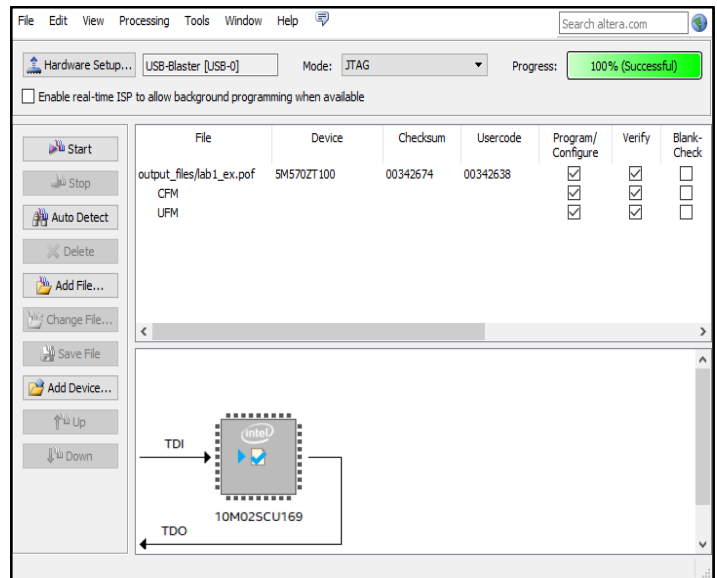 File Edit View Processing Tools Window Help Search altera.com
Hardware Setup... USB-Blaster [USB-0] Mode: JTAG Progress: 100% (Successful)
Enable real-time ISP to allow background programming when available
Start
Stop
Auto Detect
Delete
Add File...
Change File...
Save File
Add Device...
Up
Down
File Device Checksum Usercode Program/ Verify Blank-
Configure Check
output_files/lab1_ex.pof 5M570ZT100 00342674 00342638
CFM
UFM
intel
TDI
10M02SCU169
TDO